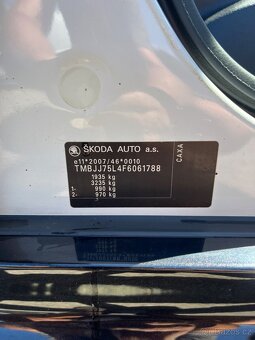 ŠKODA AUTO a.s.
e11*2007/46*0010
TMBJJ75L4F6061788
1935 kg
3235 kg
1- 990 kg
2- 970 kg
CAXA